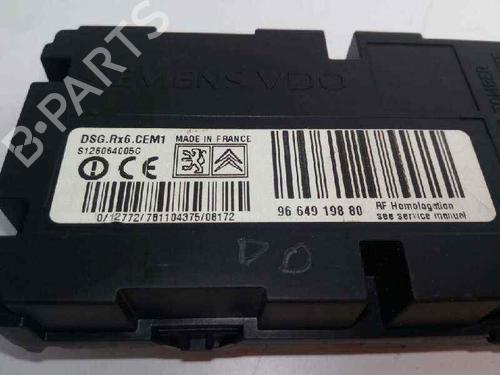 B-PARTS
SIEMENS VDO
DSG.Rx6.CEM1 MADE IN FRANCE
S126064005C
CE
0/12772/781104375/08172
96 649 198 80
RF Homologation
see service manual
DO